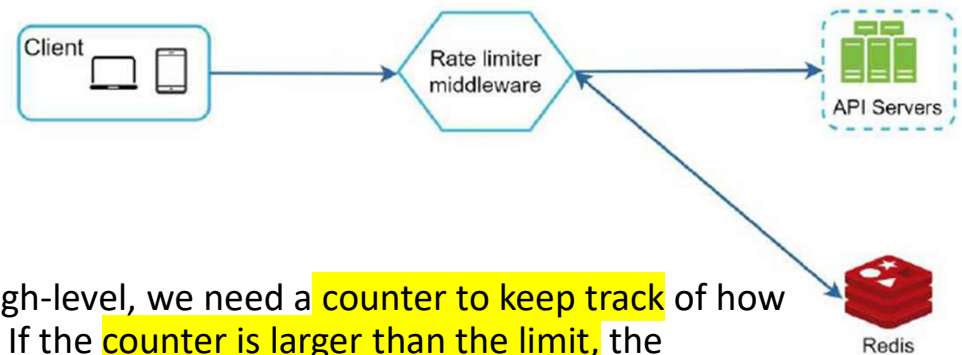 Client
Rate limiter
middleware
API Servers
gh-level, we need a counter to keep track of how
If the counter is larger than the limit, the
Redis